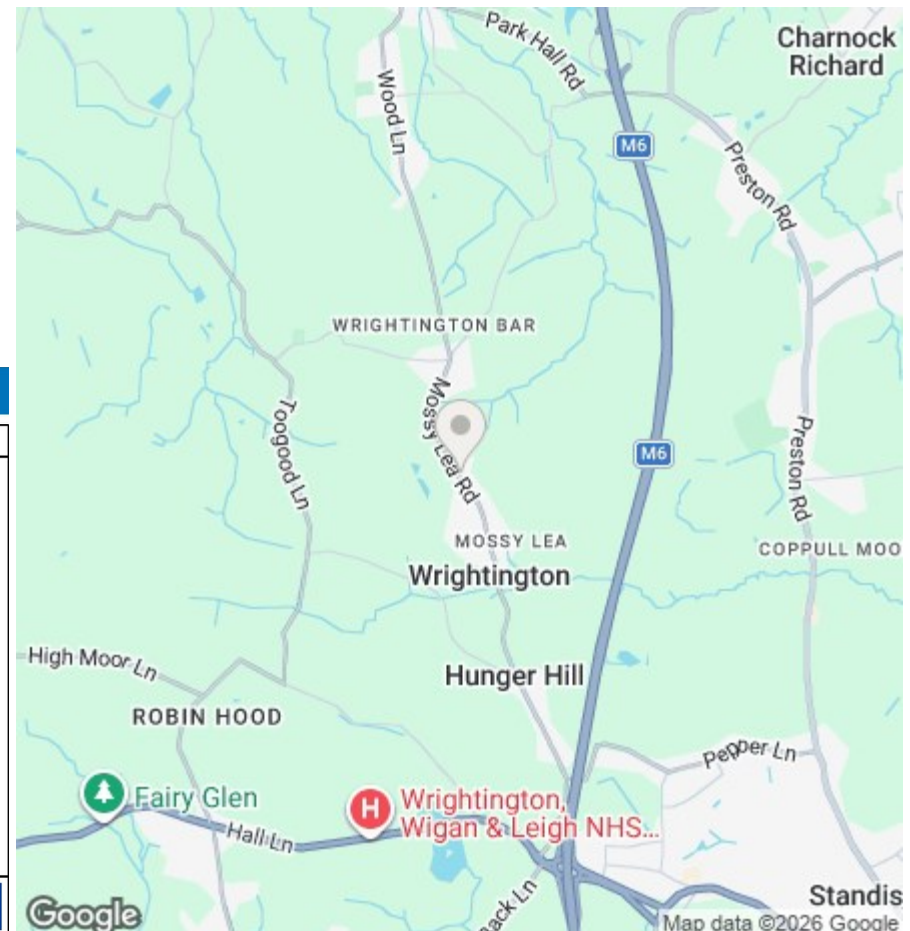 Charnock
Richard
Park Hall Rd
Wood Ln
M6
Preston Rd
WRIGHTINGTON BAR
Mossy Lea Rd
Toogood Ln
Preston Rd
M6
MOSSY LEA
COPPULL MOO
Wrightington
High Moor Ln
Hunger Hill
ROBIN HOOD
Pepper Ln
Fairy Glen
Wrightington,
Wigan & Leigh NHS...
H
Hall Ln
Back Ln
Standis
Google
Map data ©2026 Google